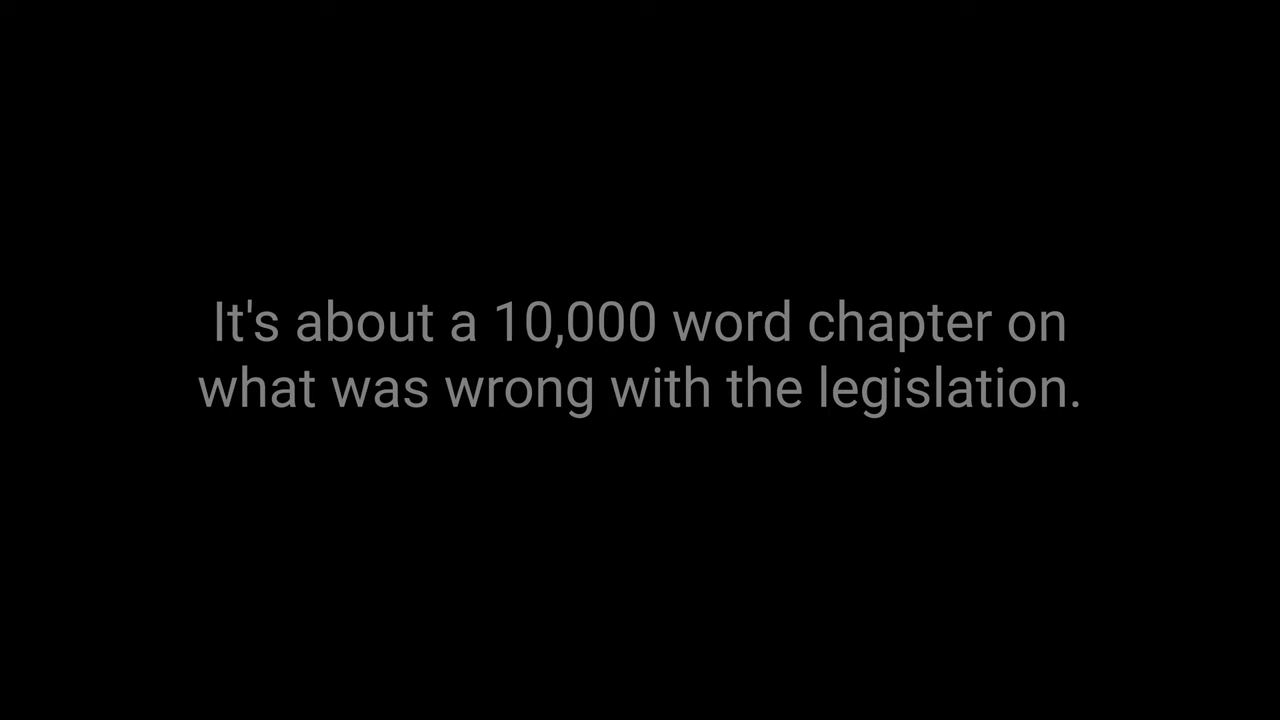 It's about a 10,000 word chapter on
what was wrong with the legislation.